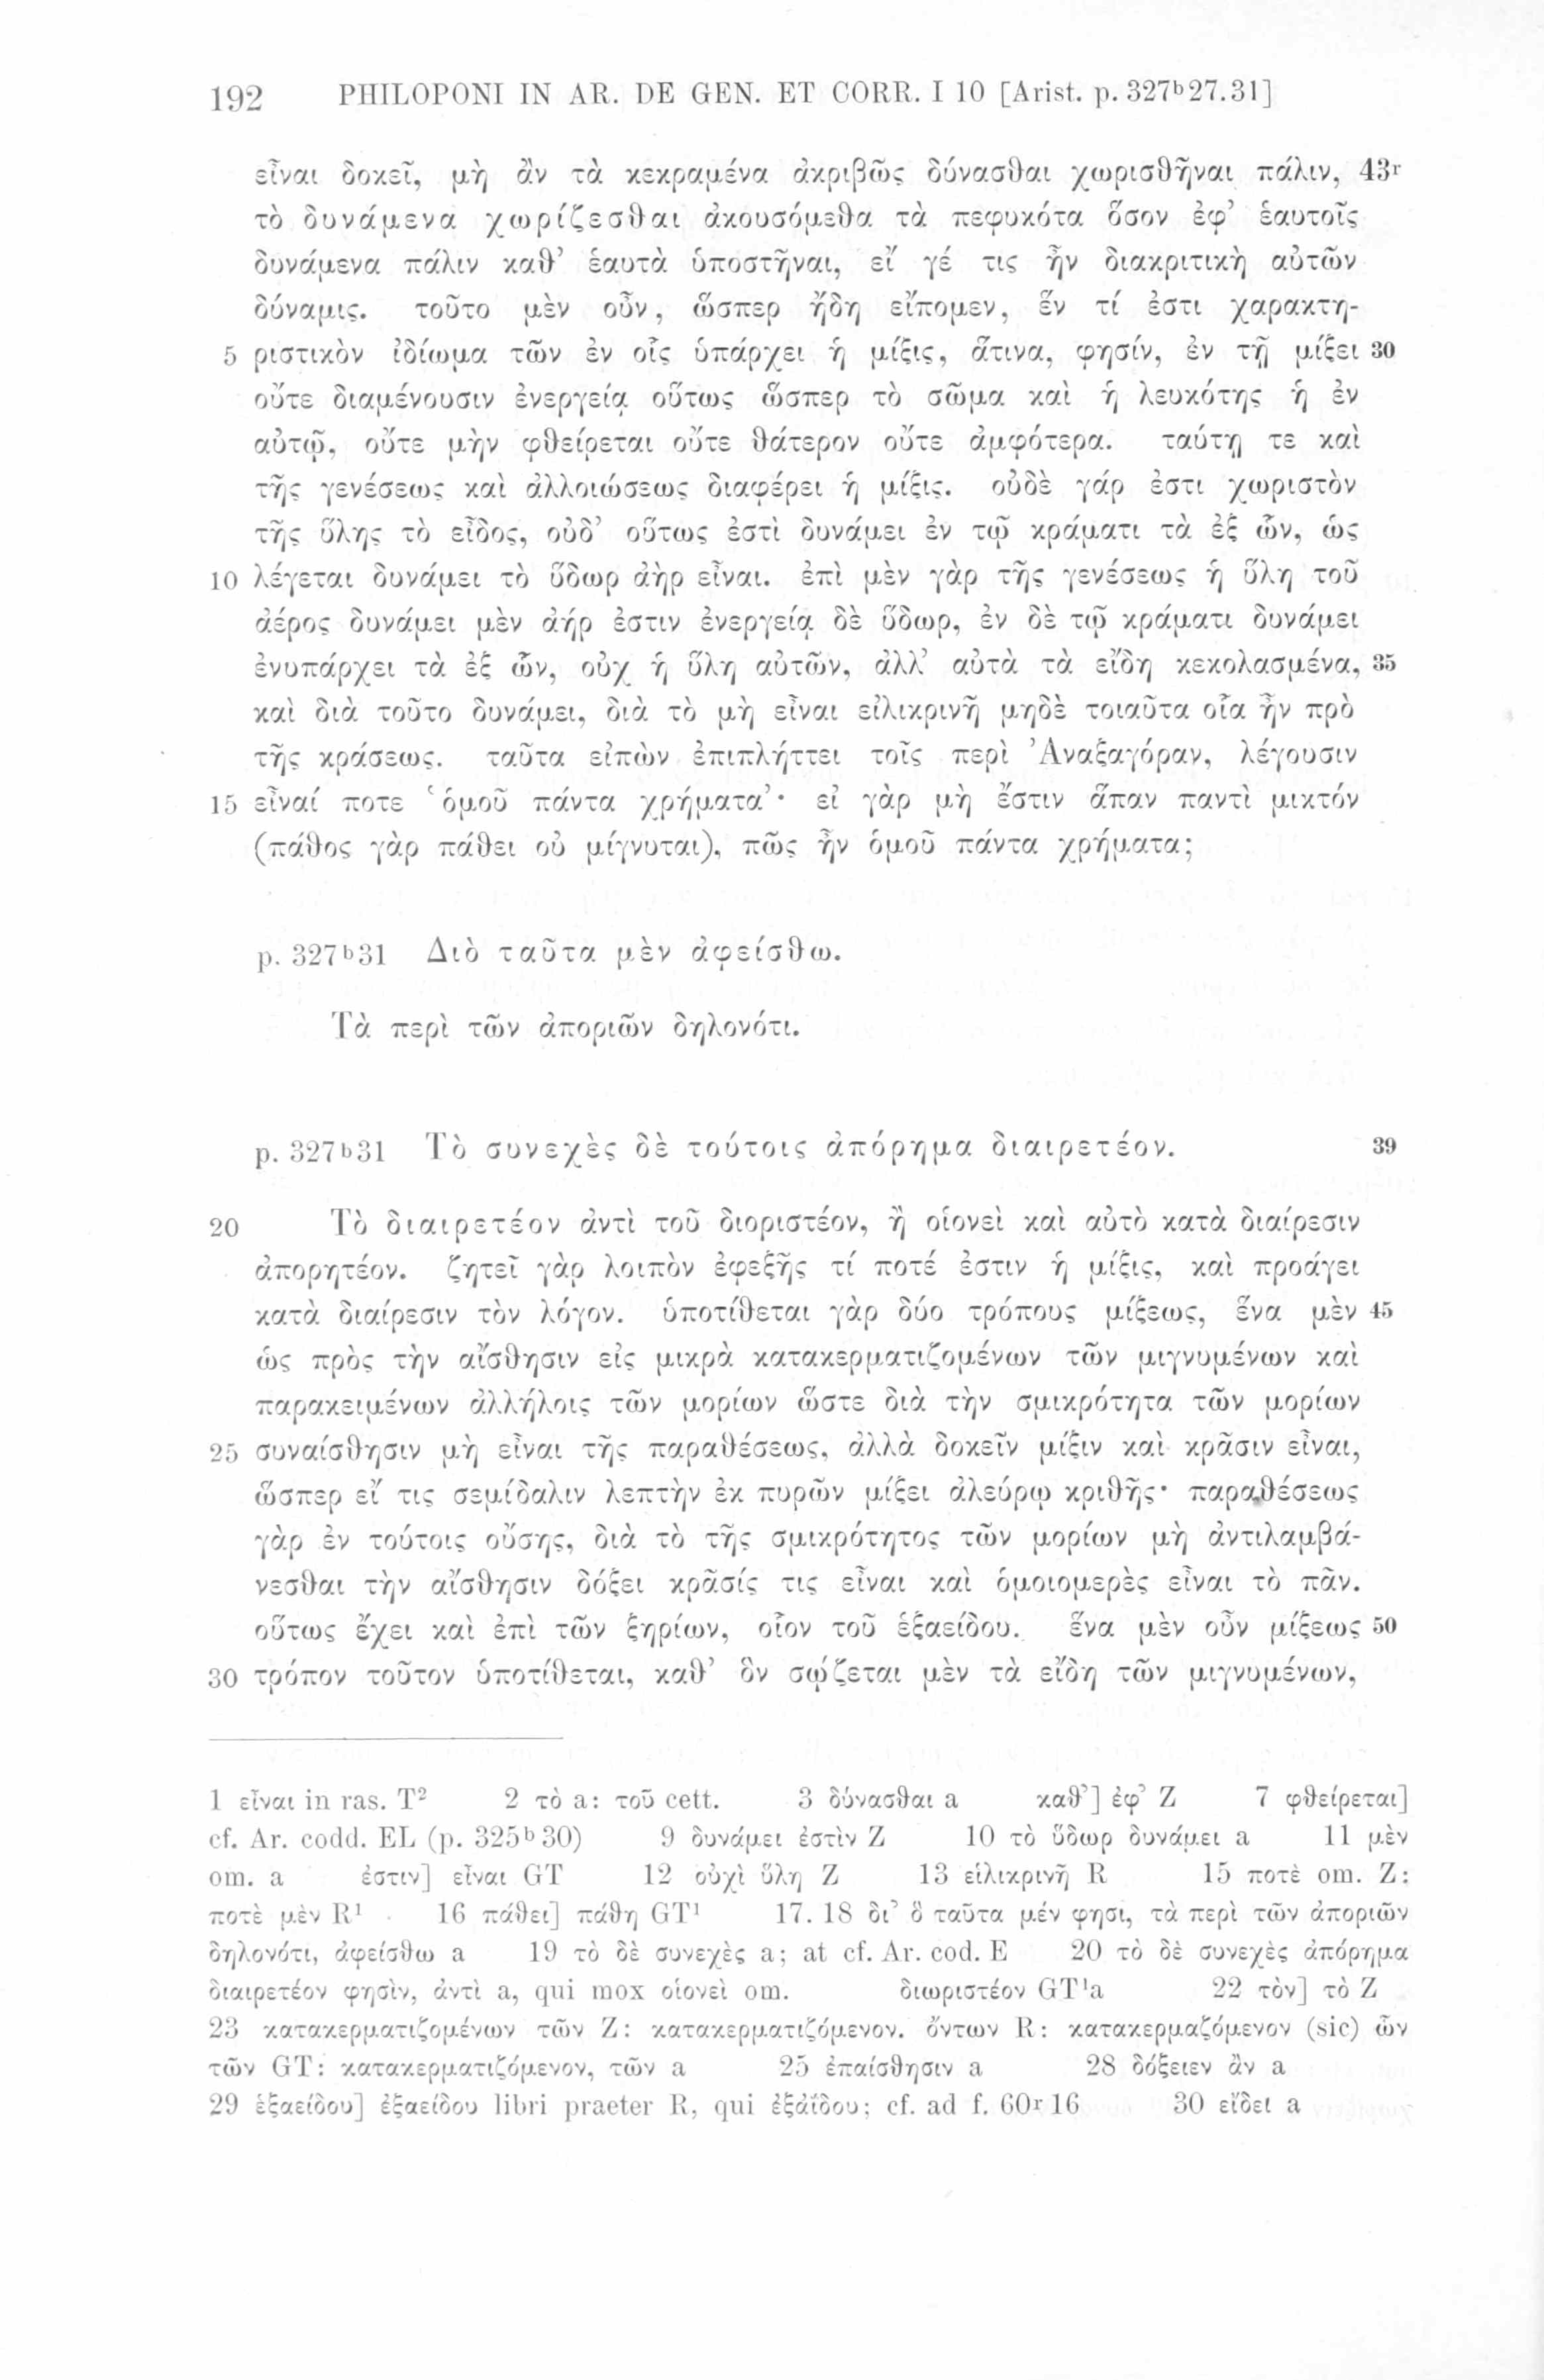 192 PHILOPONI IN AR. DE GEN. ET CORR. I 10 [Arist. p. 327ᵇ27.31]
εἶναι δοκεῖ, μὴ ἂν τὰ κεκραμένα ἀκριβῶς δύνασθαι χωρισθῆναι πάλιν, 43ʳ
τὸ δυνάμενα χωρίζεσθαι ἀκουσόμεθα τὰ πεφυκότα ὅσον ἐφ’ ἑαυτοῖς
δυνάμενα πάλιν καθ’ ἑαυτὰ ὑποστῆναι, εἴ γέ τις ἦν διακριτικὴ αὐτῶν
δύναμις. τοῦτο μὲν οὖν, ὥσπερ ἤδη εἴπομεν, ἕν τί ἐστι χαρακτη-
5 ριστικὸν ἰδίωμα τῶν ἐν οἷς ὑπάρχει ἡ μίξις, ἅτινα, φησίν, ἐν τῇ μίξει 30
οὔτε διαμένουσιν ἐνεργείᾳ οὕτως ὥσπερ τὸ σῶμα καὶ ἡ λευκότης ἡ ἐν
αὐτῷ, οὔτε μὴν φθείρεται οὔτε θάτερον οὔτε ἀμφότερα. ταύτῃ τε καὶ
τῆς γενέσεως καὶ ἀλλοιώσεως διαφέρει ἡ μίξις. οὐδὲ γάρ ἐστι χωριστὸν
τῆς ὕλης τὸ εἶδος, οὐδ’ οὕτως ἐστὶ δυνάμει ἐν τῷ κράματι τὰ ἐξ ὧν, ὡς
10 λέγεται δυνάμει τὸ ὕδωρ ἀὴρ εἶναι. ἐπὶ μὲν γὰρ τῆς γενέσεως ἡ ὕλη τοῦ
ἀέρος δυνάμει μὲν ἀήρ ἐστιν ἐνεργείᾳ δὲ ὕδωρ, ἐν δὲ τῷ κράματι δυνάμει
ἐνυπάρχει τὰ ἐξ ὧν, οὐχ ἡ ὕλη αὐτῶν, ἀλλ’ αὐτὰ τὰ εἴδη κεκολασμένα, 35
καὶ διὰ τοῦτο δυνάμει, διὰ τὸ μὴ εἶναι εἰλικρινῆ μηδὲ τοιαῦτα οἷα ἦν πρὸ
τῆς κράσεως. ταῦτα εἰπὼν ἐπιπλήττει τοῖς περὶ Ἀναξαγόραν, λέγουσιν
15 εἶναί ποτε ‘ὁμοῦ πάντα χρήματα’· εἰ γὰρ μὴ ἔστιν ἅπαν παντὶ μικτόν
(πάθος γὰρ πάθει οὐ μίγνυται), πῶς ἦν ὁμοῦ πάντα χρήματα;
p. 327ᵇ31 Διὸ ταῦτα μὲν ἀφείσθω.
Τὰ περὶ τῶν ἀποριῶν δηλονότι.
p. 327ᵇ31 Τὸ συνεχὲς δὲ τούτοις ἀπόρημα διαιρετέον. 39
20 Τὸ διαιρετέον ἀντὶ τοῦ διοριστέον, ἢ οἱονεὶ καὶ αὐτὸ κατὰ διαίρεσιν
ἀπορητέον. ζητεῖ γὰρ λοιπὸν ἐφεξῆς τί ποτέ ἐστιν ἡ μίξις, καὶ προάγει
κατὰ διαίρεσιν τὸν λόγον. ὑποτίθεται γὰρ δύο τρόπους μίξεως, ἕνα μὲν 45
ὡς πρὸς τὴν αἴσθησιν εἰς μικρὰ κατακερματιζομένων τῶν μιγνυμένων καὶ
παρακειμένων ἀλλήλοις τῶν μορίων ὥστε διὰ τὴν σμικρότητα τῶν μορίων
25 συναίσθησιν μὴ εἶναι τῆς παραθέσεως, ἀλλὰ δοκεῖν μίξιν καὶ κρᾶσιν εἶναι,
ὥσπερ εἴ τις σεμίδαλιν λεπτὴν ἐκ πυρῶν μίξει ἀλεύρῳ κριθῆς· παραθέσεως
γὰρ ἐν τούτοις οὔσης, διὰ τὸ τῆς σμικρότητος τῶν μορίων μὴ ἀντιλαμβά-
νεσθαι τὴν αἴσθησιν δόξει κρᾶσίς τις εἶναι καὶ ὁμοιομερὲς εἶναι τὸ πᾶν.
οὕτως ἔχει καὶ ἐπὶ τῶν ξηρίων, οἷον τοῦ ἑξαείδου. ἕνα μὲν οὖν μίξεως 50
30 τρόπον τοῦτον ὑποτίθεται, καθ’ ὃν σῴζεται μὲν τὰ εἴδη τῶν μιγνυμένων,
1 εἶναι in ras. T² 2 τὸ a: τοῦ cett. 3 δύνασθαι a καθ’] ἐφ’ Z 7 φθείρεται]
cf. Ar. codd. EL (p. 325ᵇ30) 9 δυνάμει ἐστὶν Z 10 τὸ ὕδωρ δυνάμει a 11 μὲν
om. a ἐστιν] εἶναι GT 12 οὐχὶ ὕλη Z 13 εἱλικρινῆ R 15 ποτὲ om. Z:
ποτὲ μὲν R¹ 16 πάθει] πάθη GT¹ 17. 18 δι’ ὃ ταῦτα μέν φησι, τὰ περὶ τῶν ἀποριῶν
δηλονότι, ἀφείσθω a 19 τὸ δὲ συνεχὲς a; at cf. Ar. cod. E 20 τὸ δὲ συνεχὲς ἀπόρημα
διαιρετέον φησὶν, ἀντὶ a, qui mox οἱονεὶ om. διωριστέον GT¹a 22 τὸν] τὸ Z
23 κατακερματιζομένων τῶν Z: κατακερματιζόμενον. ὄντων R: κατακερμαζόμενον (sic) ὧν
τῶν GT: κατακερματιζόμενον, τῶν a 25 ἐπαίσθησιν a 28 δόξειεν ἂν a
29 ἑξαείδου] ἐξαείδου libri praeter R, qui ἐξάΐδου; cf. ad f. 60ʳ16 30 εἴδει a